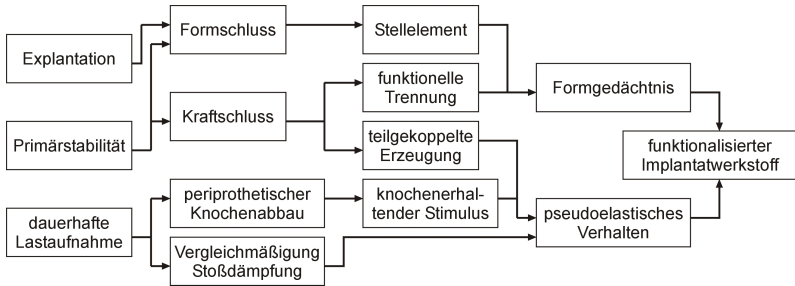 Explantation
Primärstabilität
dauerhafte
Lastaufnahme
Formschluss
Kraftschluss
periprothetischer
Knochenabbau
Vergleichmäßigung
Stoßdämpfung
Stellelement
funktionelle
Trennung
teilgekoppelte
Erzeugung
knochenerhal-
tender Stimulus
Formgedächtnis
pseudoelastisches
Verhalten
funktionalisierter
Implantatwerkstoff